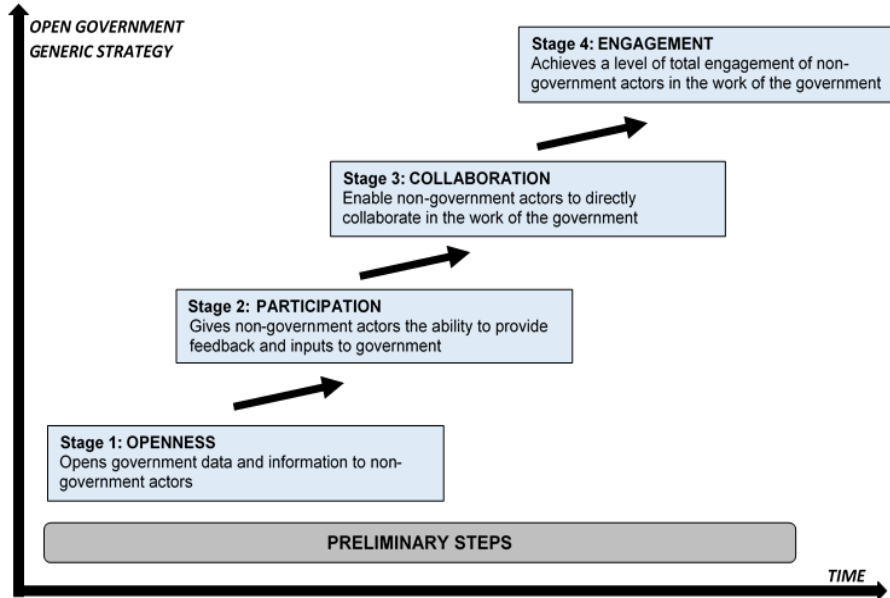 OPEN GOVERNMENT
GENERIC STRATEGY
Stage 4: ENGAGEMENT
Achieves a level of total engagement of non-
government actors in the work of the government
Stage 3: COLLABORATION
Enable non-government actors to directly
collaborate in the work of the government
Stage 2: PARTICIPATION
Gives non-government actors the ability to provide
feedback and inputs to government
Stage 1: OPENNESS
Opens government data and information to non-
government actors
PRELIMINARY STEPS
TIME